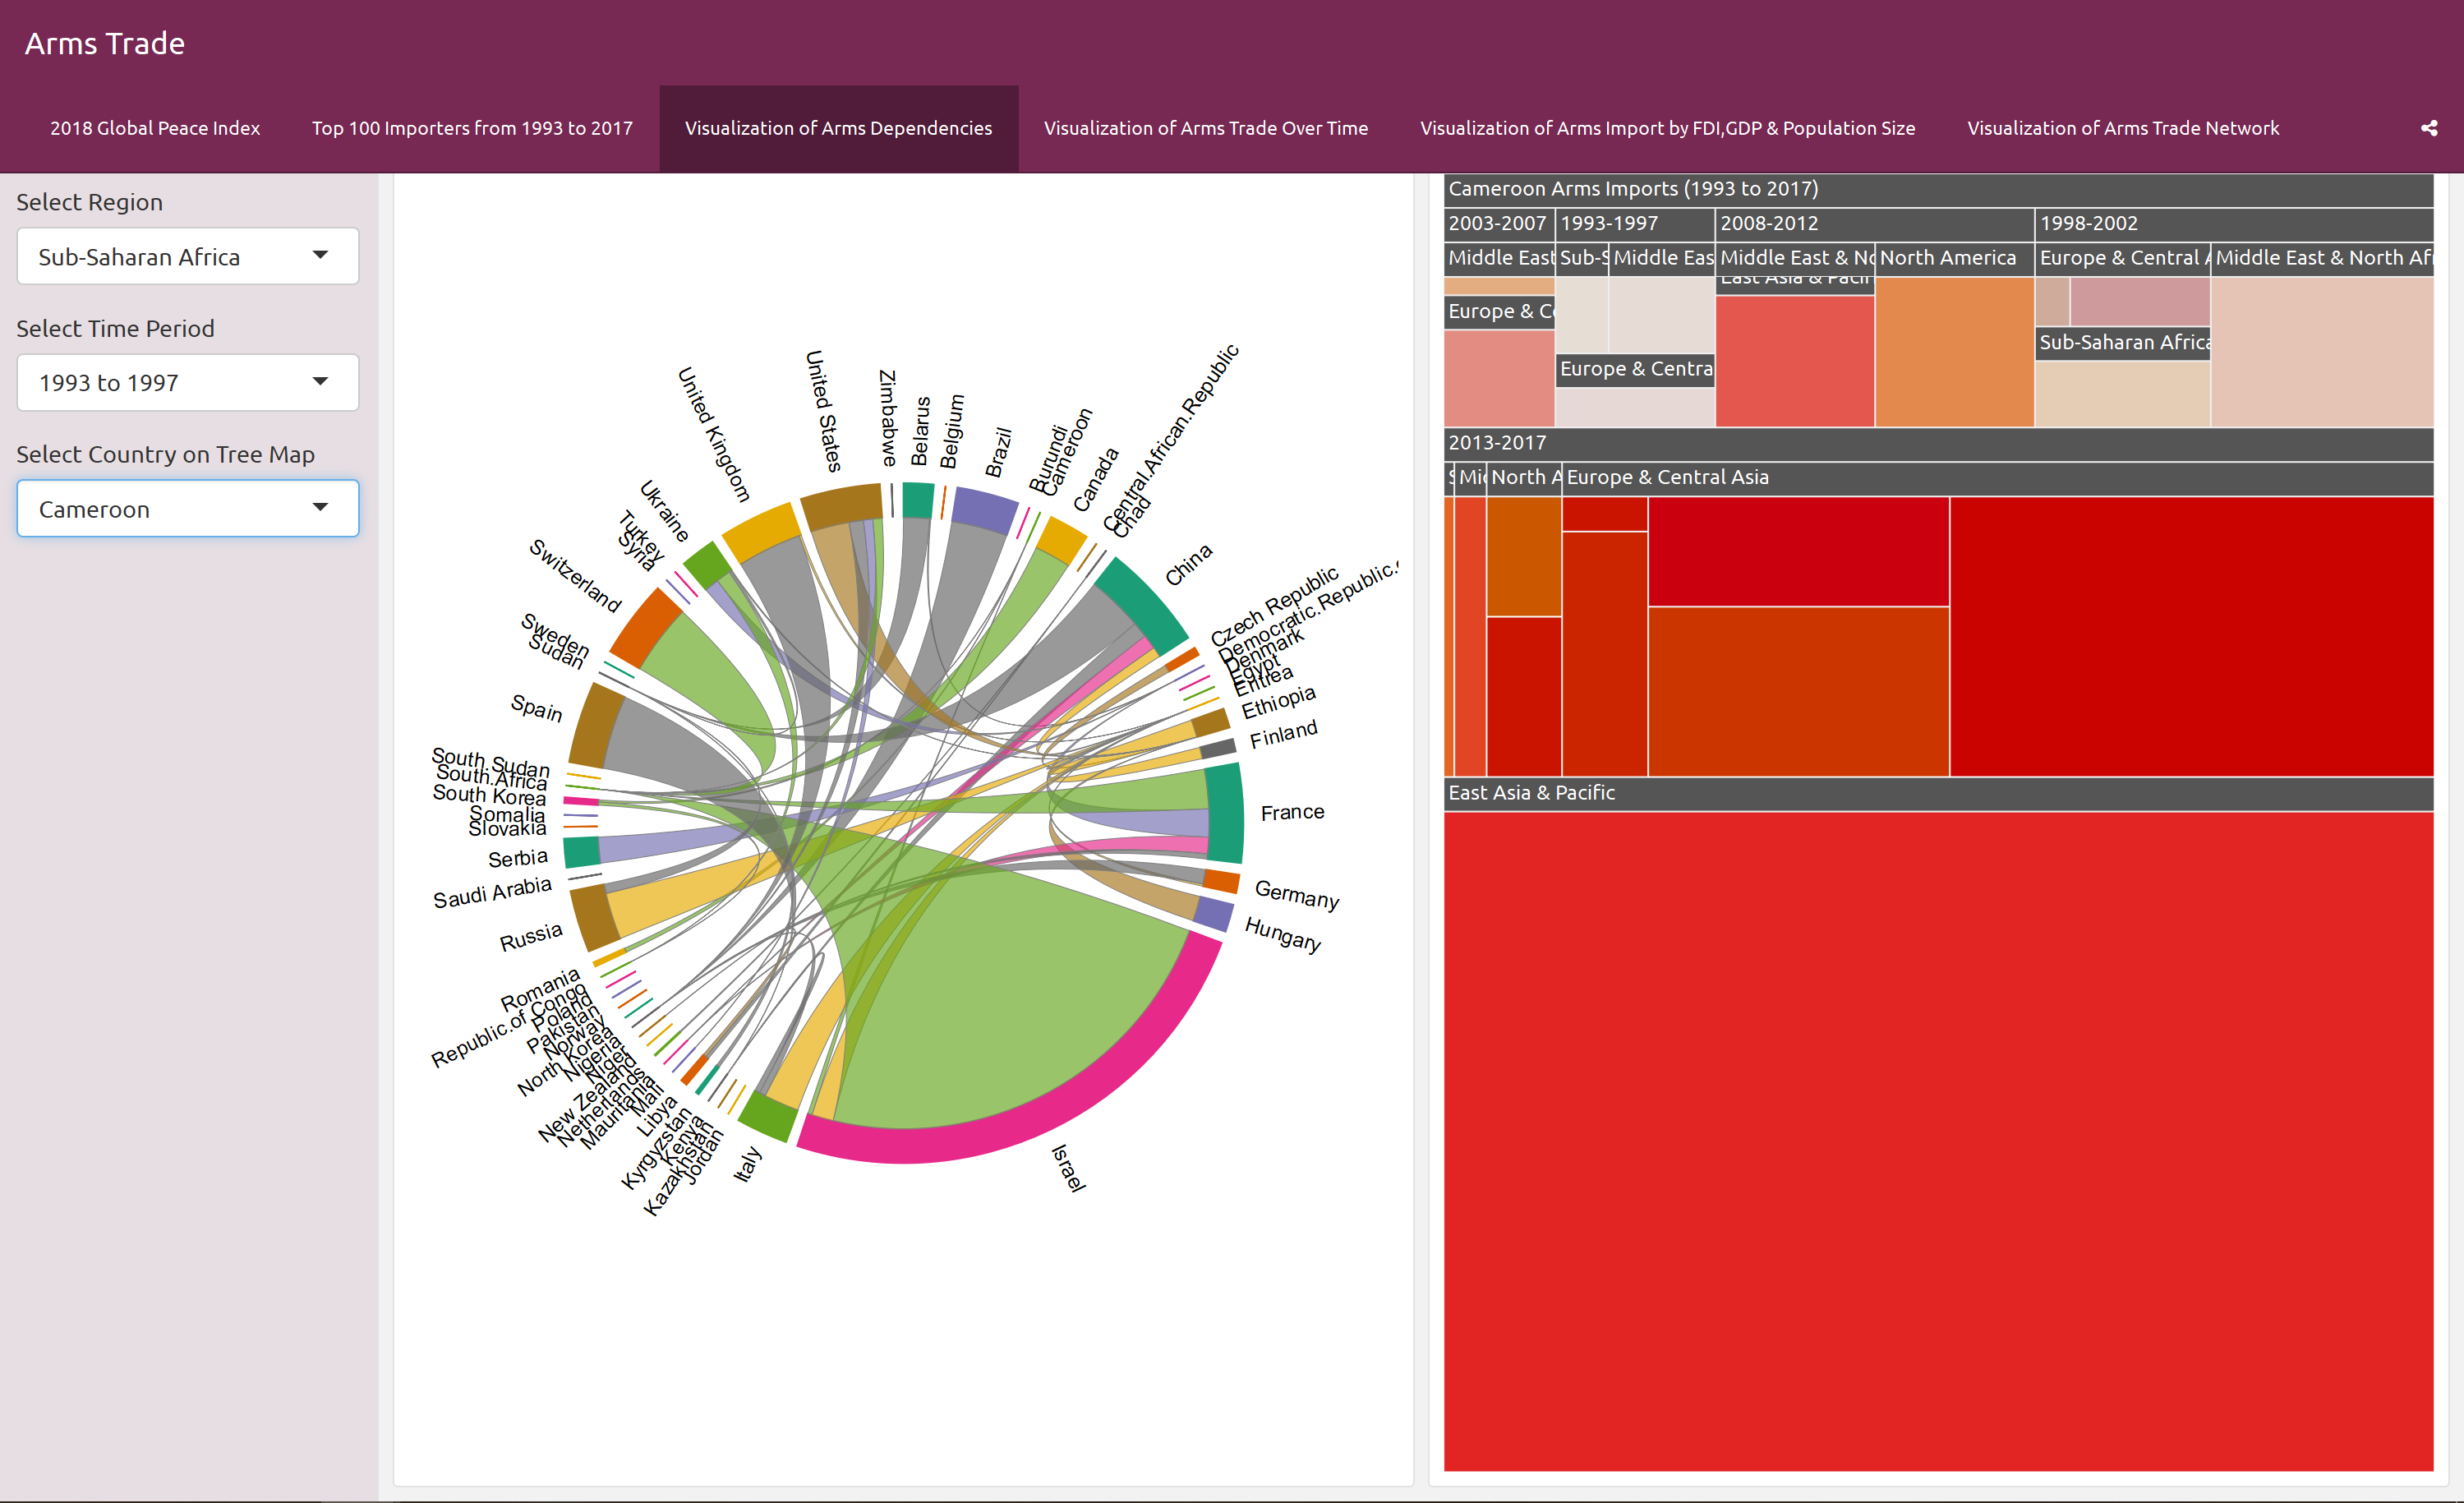 Arms Trade
2018 Global Peace Index
Top 100 Importers from 1993 to 2017
Visualization of Arms Dependencies
Visualization of Arms Trade Over Time
Visualization of Arms Import by FDI,GDP & Population Size
Visualization of Arms Trade Network
Select Region
Sub-Saharan Africa
Select Time Period
1993 to 1997
Select Country on Tree Map
Cameroon
Zimbabwe
Belarus
Belgium
Brazil
Burundi
Cameroon
Canada
Central.African.Republic
Chad
China
Czech Republic
Democratic.Republic.
Denmark
Egypt
Eritrea
Ethiopia
Finland
France
Germany
Hungary
Israel
Italy
Jordan
Kazakhstan
Kenya
Kyrgyzstan
Libya
Mali
Mauritania
Netherlands
New Zealand
Niger
Nigeria
North Korea
Norway
Pakistan
Poland
Republic.of Congo
Romania
Russia
Saudi Arabia
Serbia
Slovakia
Somalia
South Korea
South.Africa
South.Sudan
Spain
Sudan
Sweden
Switzerland
Syria
Turkey
Ukraine
United Kingdom
United States
Cameroon Arms Imports (1993 to 2017)
2003-2007 1993-1997 2008-2012 1998-2002
Middle East Sub-S Middle Eas Middle East & No North America Europe & Central A Middle East & North Afr
East Asia & Pacif
Europe & Ce
Sub-Saharan Africa
Europe & Centra
2013-2017
S Mid North A Europe & Central Asia
East Asia & Pacific